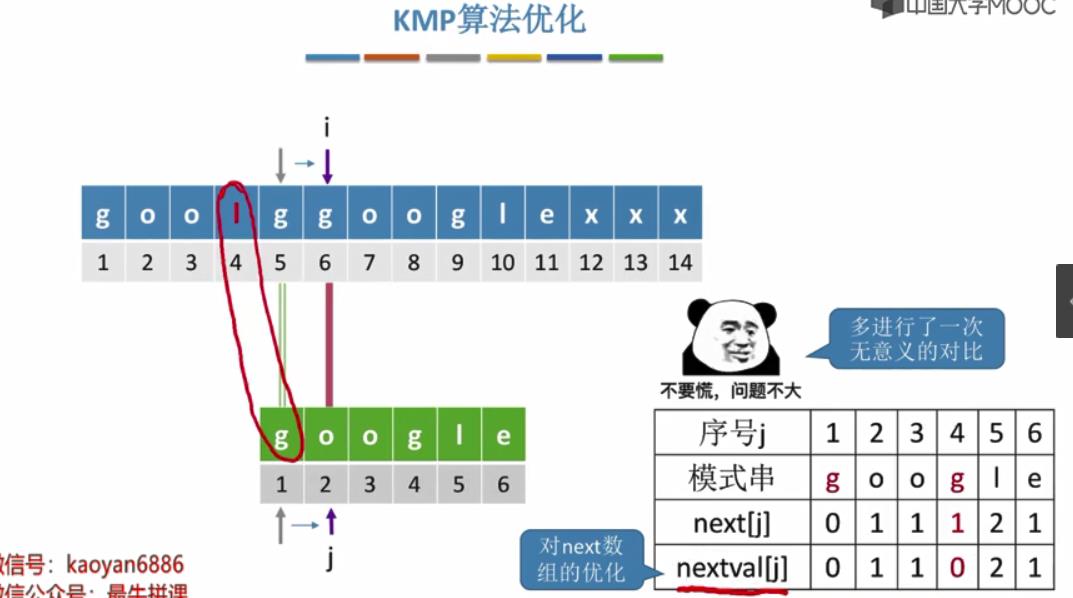 中国大学MOOC
KMP算法优化
i
g o o l g g o o g l e x x x
1 2 3 4 5 6 7 8 9 10 11 12 13 14
多进行了一次
无意义的对比
不要慌，问题不大
g o o g l e
1 2 3 4 5 6
j
序号j 1 2 3 4 5 6
模式串 g o o g l e
next[j] 0 1 1 1 2 1
nextval[j] 0 1 1 0 2 1
对next数
组的优化
微信号：kaoyan6886
微信公众号：最牛拼课